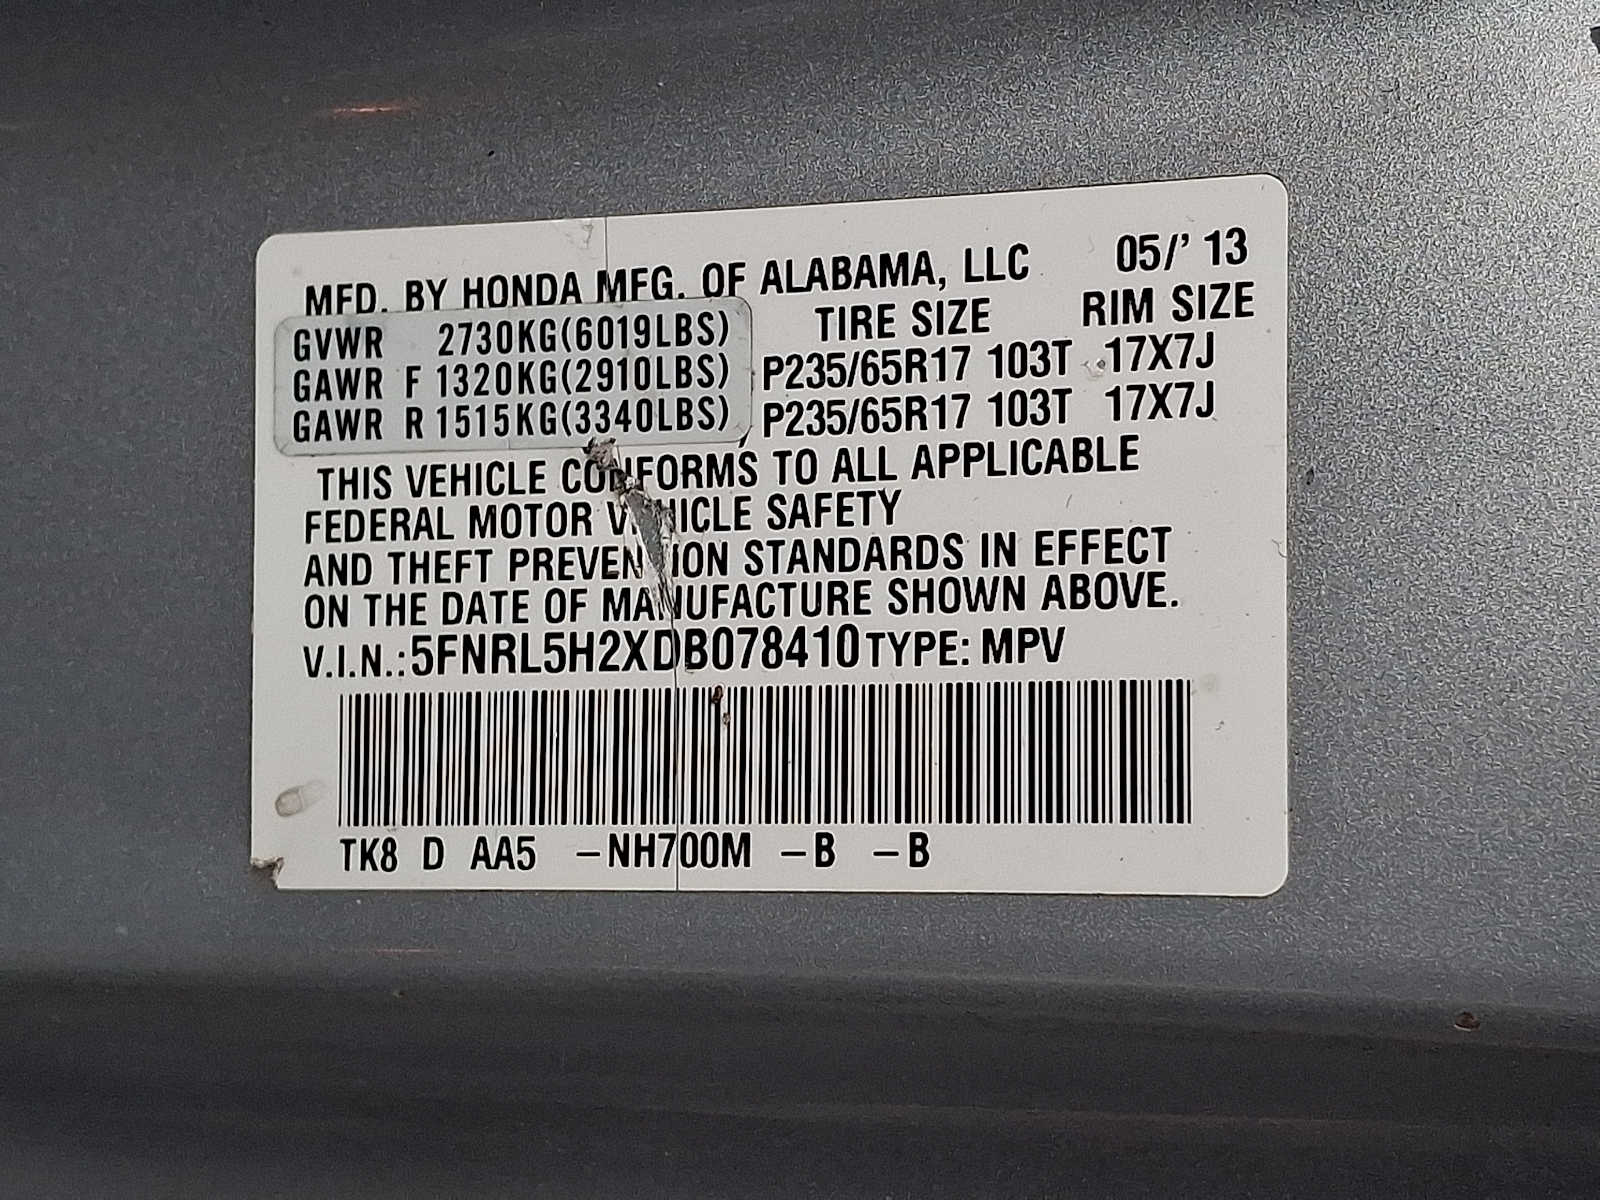 MFD. BY HONDA MFG. OF ALABAMA, LLC 05/' 13
TIRE SIZE RIM SIZE
GVWR 2730KG(6019LBS)
GAWR F 1320KG(2910LBS) P235/65R17 103T 17X7J
GAWR R 1515KG(3340LBS), P235/65R17 103T 17X7J
THIS VEHICLE CONFORMS TO ALL APPLICABLE
FEDERAL MOTOR VEHICLE SAFETY
AND THEFT PREVENTION STANDARDS IN EFFECT
ON THE DATE OF MANUFACTURE SHOWN ABOVE.
V.I.N.:5FNRL5H2XDB078410 TYPE: MPV
TK8 D AA5 –NH700M –B –B